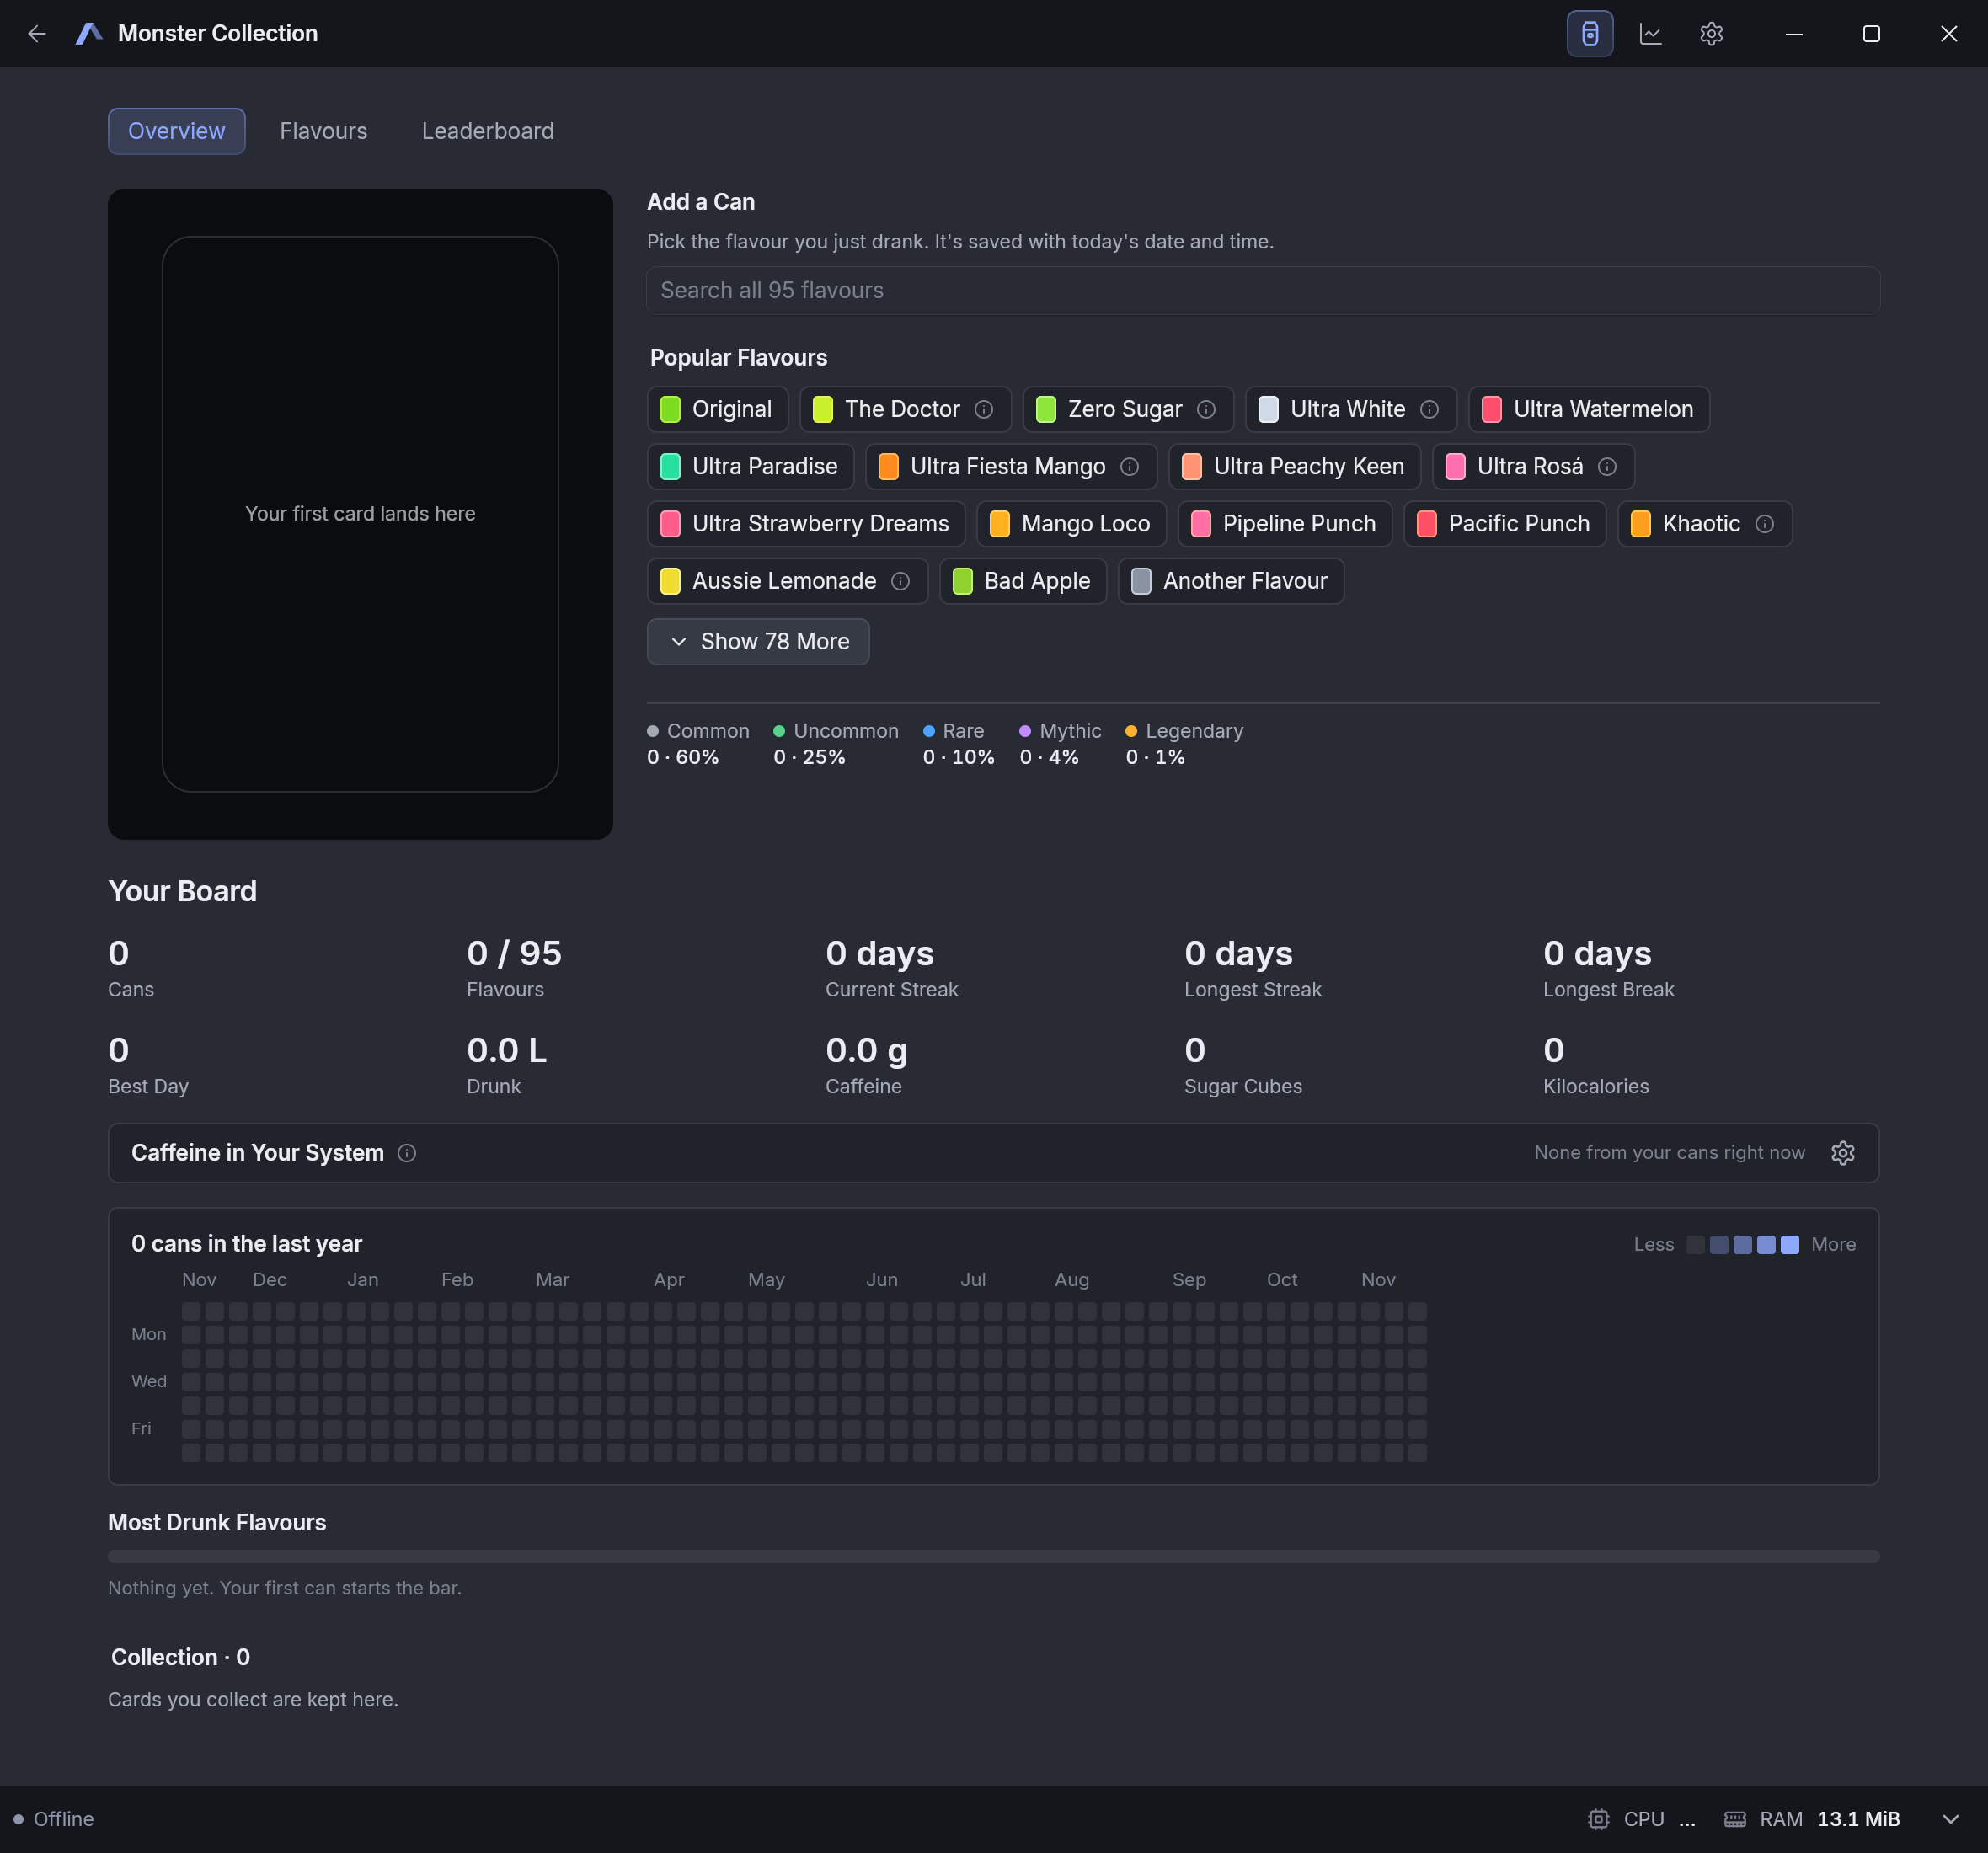 Monster Collection
Overview Flavours Leaderboard
Your first card lands here
Add a Can
Pick the flavour you just drank. It's saved with today's date and time.
Search all 95 flavours
Popular Flavours
Original The Doctor Zero Sugar Ultra White Ultra Watermelon
Ultra Paradise Ultra Fiesta Mango Ultra Peachy Keen Ultra Rosá
Ultra Strawberry Dreams Mango Loco Pipeline Punch Pacific Punch Khaotic
Aussie Lemonade Bad Apple Another Flavour
Show 78 More
Common Uncommon Rare Mythic Legendary
0 · 60% 0 · 25% 0 · 10% 0 · 4% 0 · 1%
Your Board
0 0 / 95 0 days 0 days 0 days
Cans Flavours Current Streak Longest Streak Longest Break
0 0.0 L 0.0 g 0 0
Best Day Drunk Caffeine Sugar Cubes Kilocalories
Caffeine in Your System None from your cans right now
0 cans in the last year Less More
Nov Dec Jan Feb Mar Apr May Jun Jul Aug Sep Oct Nov
Mon
Wed
Fri
Most Drunk Flavours
Nothing yet. Your first can starts the bar.
Collection · 0
Cards you collect are kept here.
Offline CPU ... RAM 13.1 MiB